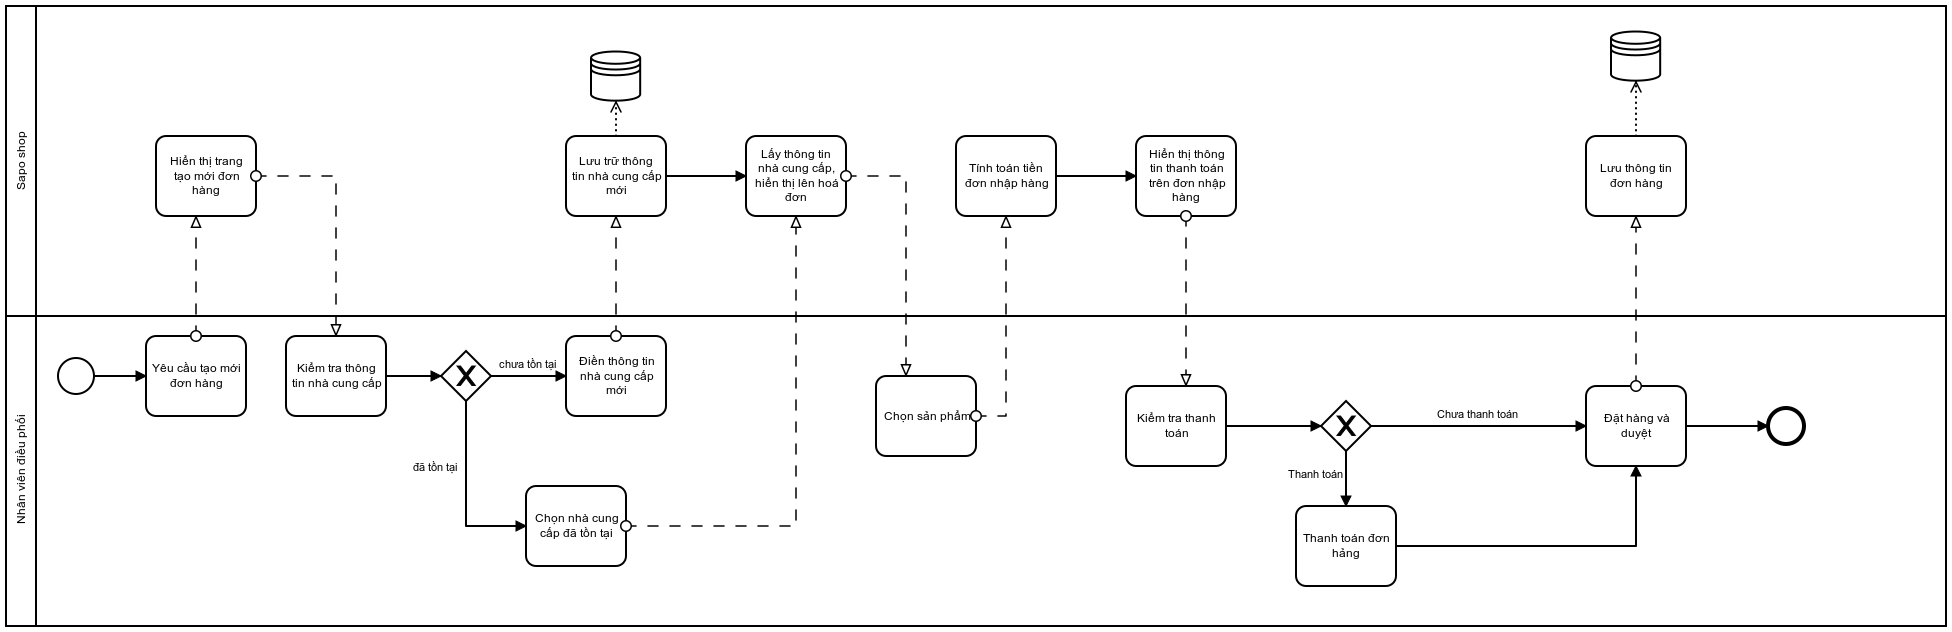 Sapo shop
Hiển thị trang
tạo mới đơn
hàng
Lưu trữ thông
tin nhà cung cấp
mới
Lấy thông tin
nhà cung cấp,
hiển thị lên hoá
đơn
Tính toán tiền
đơn nhập hàng
Hiển thị thông
tin thanh toán
trên đơn nhập
hàng
Lưu thông tin
đơn hàng
Nhân viên điều phối
Yêu cầu tạo mới
đơn hàng
Kiểm tra thông
tin nhà cung cấp
chưa tồn tại
Điền thông tin
nhà cung cấp
mới
đã tồn tại
Chọn nhà cung
cấp đã tồn tại
Chọn sản phẩm
Kiểm tra thanh
toán
Chưa thanh toán
Thanh toán
Thanh toán đơn
hảng
Đặt hàng và
duyệt